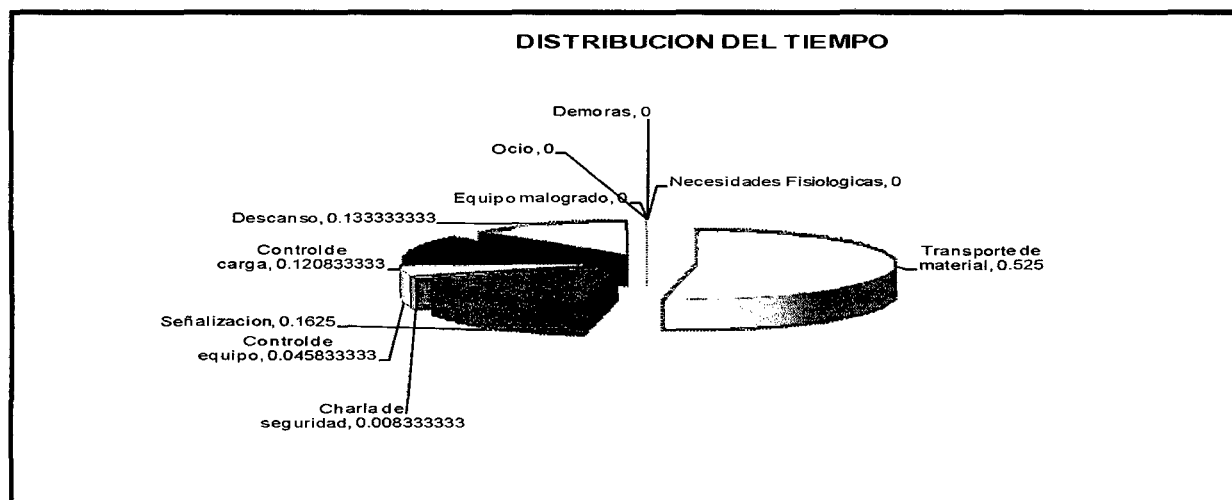 DISTRIBUCION DEL TIEMPO
Demoras, 0
Ocio, 0
Necesidades Fisiologicas, 0
Equipo malogrado, 0
Descanso, 0.133333333
Control de
carga, 0.120833333
Transporte de
material, 0.525
Señalizacion, 0.1625
Control de
equipo, 0.045833333
Charla de
seguridad, 0.008333333